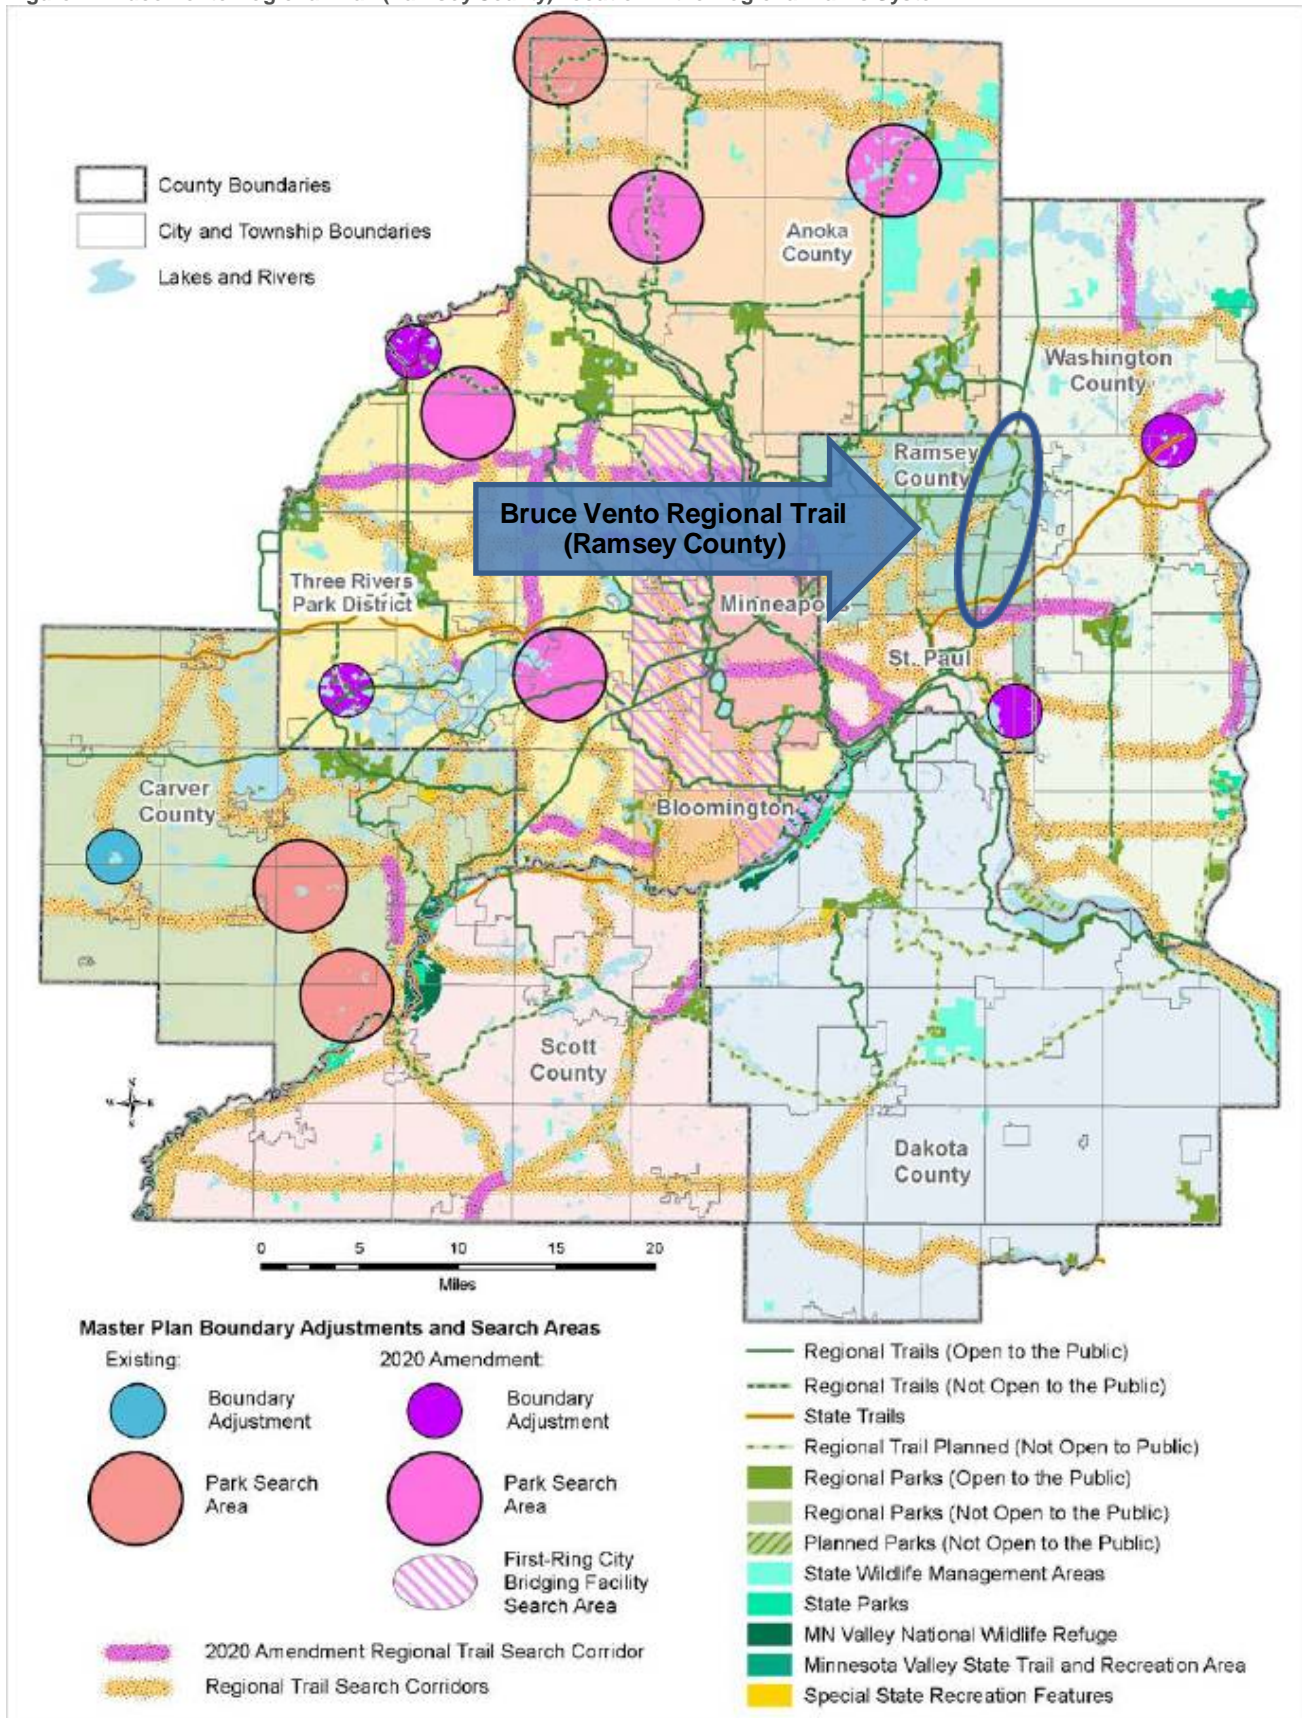 County Boundaries
City and Township Boundaries
Lakes and Rivers
Anoka
County
Washington
County
Ramsey
County
Bruce Vento Regional Trail
(Ramsey County)
Three Rivers
Park District
Minneapolis
St. Paul
Carver
County
Bloomington
Scott
County
Dakota
County
0 5 10 15 20
Miles
Master Plan Boundary Adjustments and Search Areas
Existing:
2020 Amendment:
Boundary
Adjustment
Boundary
Adjustment
Park Search
Area
Park Search
Area
First-Ring City
Bridging Facility
Search Area
2020 Amendment Regional Trail Search Corridor
Regional Trail Search Corridors
Regional Trails (Open to the Public)
Regional Trails (Not Open to the Public)
State Trails
Regional Trail Planned (Not Open to Public)
Regional Parks (Open to the Public)
Regional Parks (Not Open to the Public)
Planned Parks (Not Open to the Public)
State Wildlife Management Areas
State Parks
MN Valley National Wildlife Refuge
Minnesota Valley State Trail and Recreation Area
Special State Recreation Features